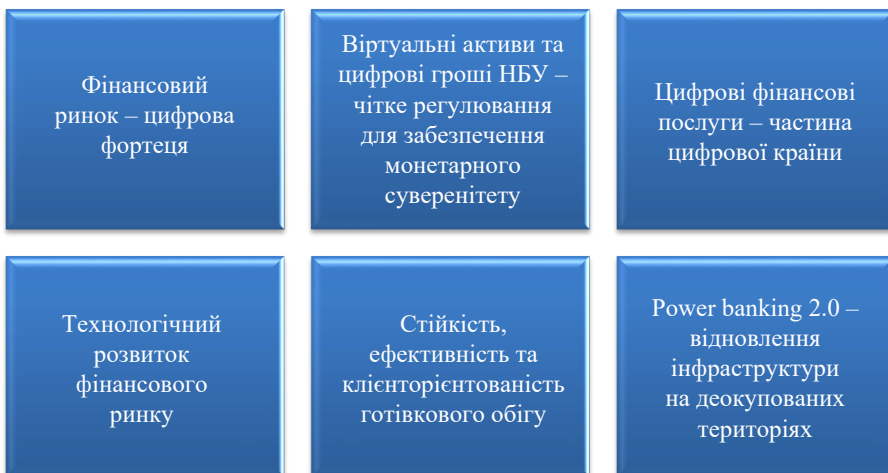 Фінансовий
ринок – цифрова
фортеця
Віртуальні активи та
цифрові гроші НБУ –
чітке регулювання
для забезпечення
монетарного
суверенітету
Цифрові фінансові
послуги – частина
цифрової країни
Технологічний
розвиток
фінансового
ринку
Стійкість,
ефективність та
клієнторієнтованість
готівкового обігу
Power banking 2.0 –
відновлення
інфраструктури
на деокупованих
територіях